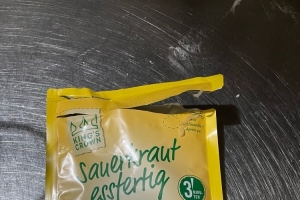 KING'S
CROWN
Sauerkraut
essfertig
3